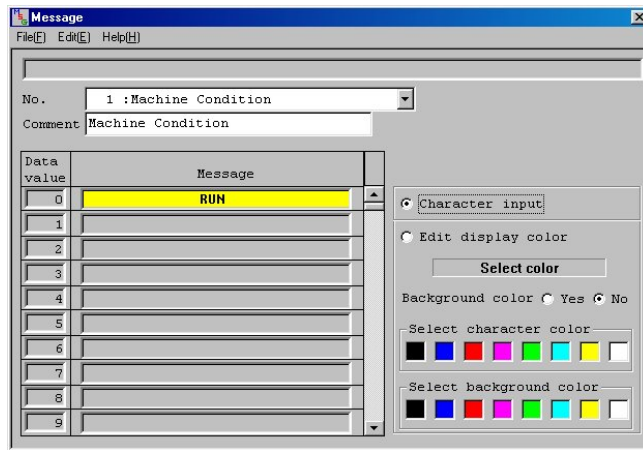 Message
File(F) Edit(E) Help(H)
No. 1 :Machine Condition
Comment Machine Condition
Data value Message
0 RUN
1
2
3
4
5
6
7
8
9
Character input
Edit display color
Select color
Background color Yes No
Select character color
Select background color